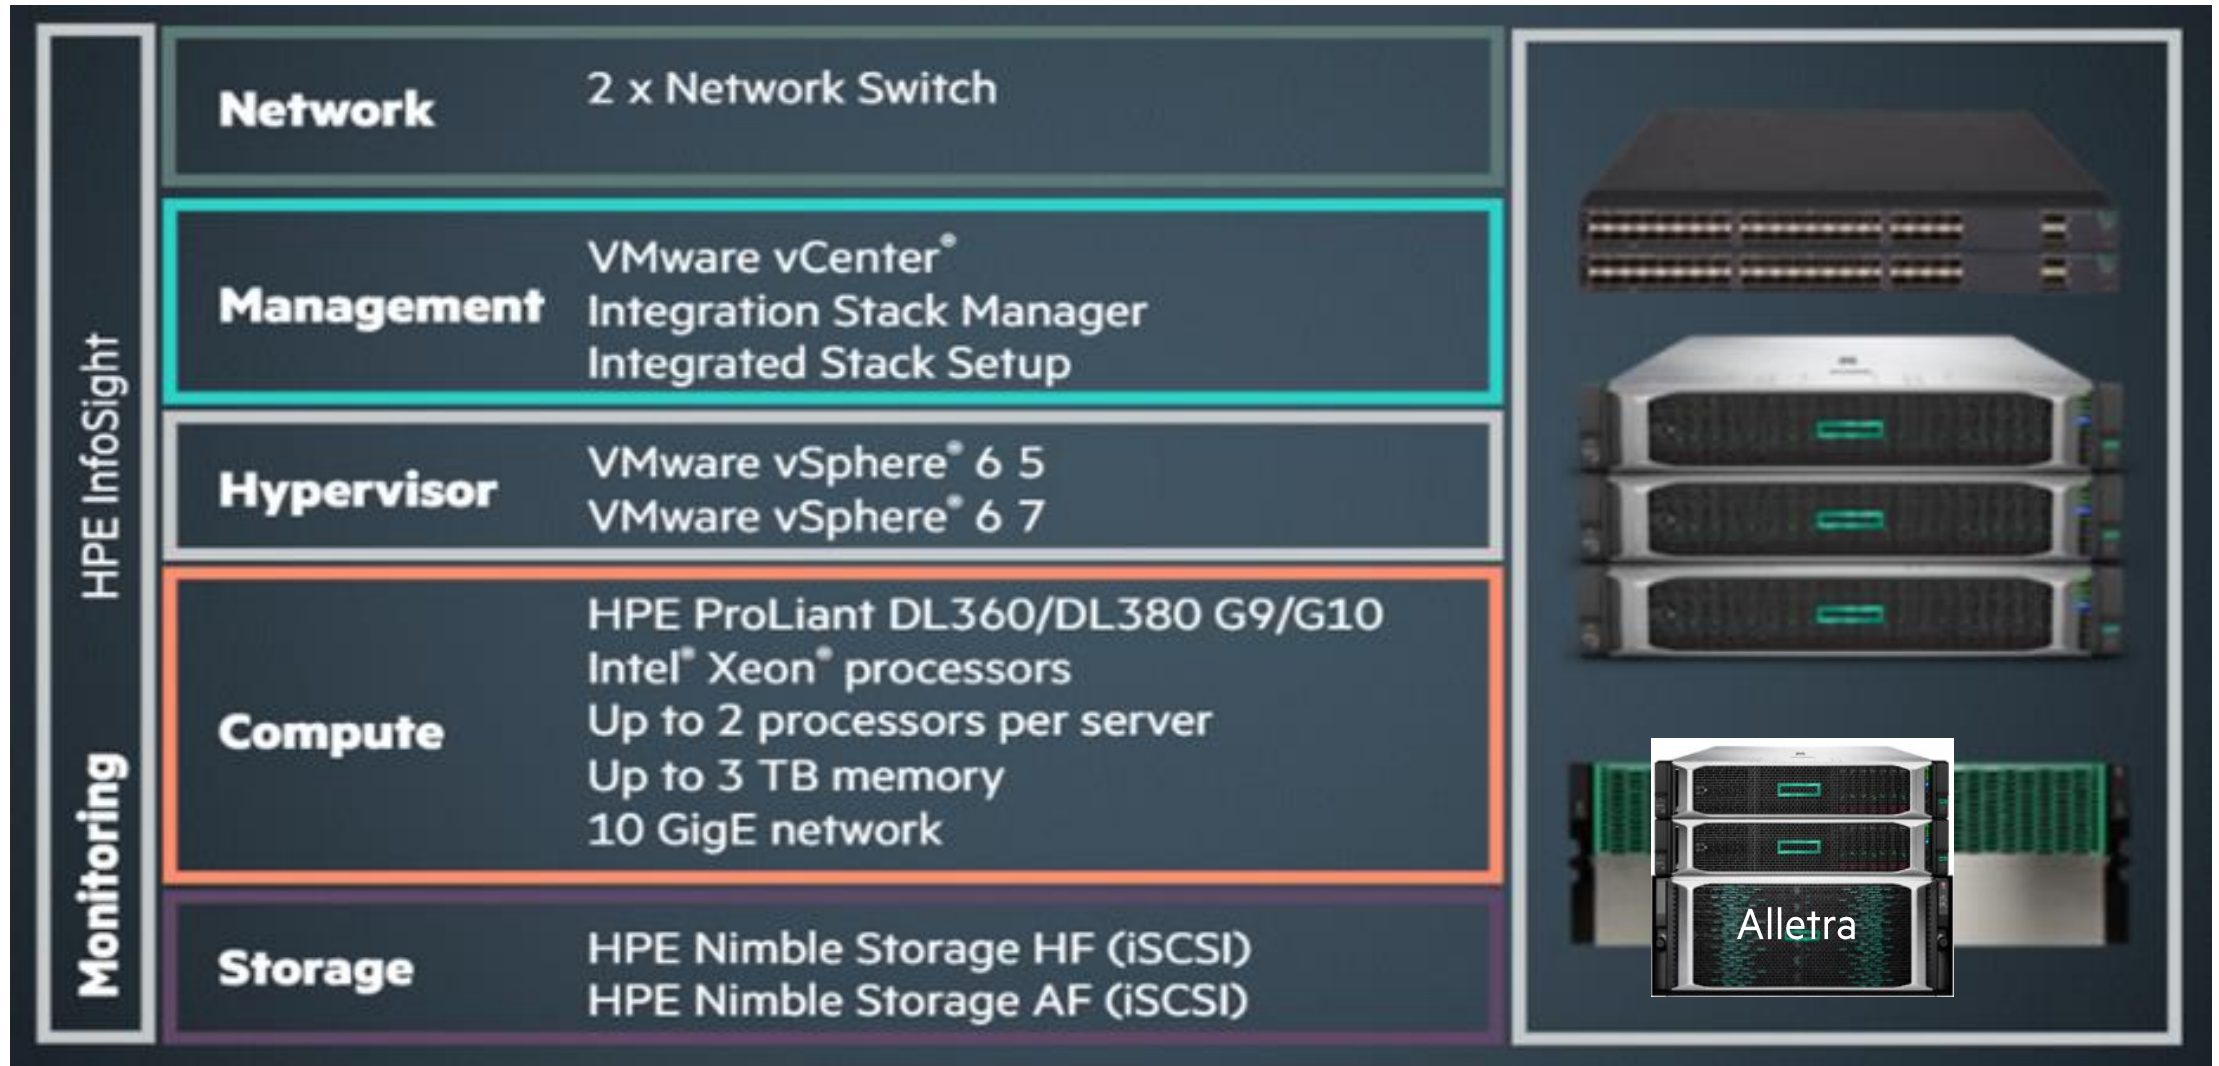 Monitoring HPE InfoSight
Network
2 x Network Switch
Management
VMware vCenter®
Integration Stack Manager
Integrated Stack Setup
Hypervisor
VMware vSphere® 6 5
VMware vSphere® 6 7
Compute
HPE ProLiant DL360/DL380 G9/G10
Intel® Xeon® processors
Up to 2 processors per server
Up to 3 TB memory
10 GigE network
Storage
HPE Nimble Storage HF (iSCSI)
HPE Nimble Storage AF (iSCSI)
Alletra